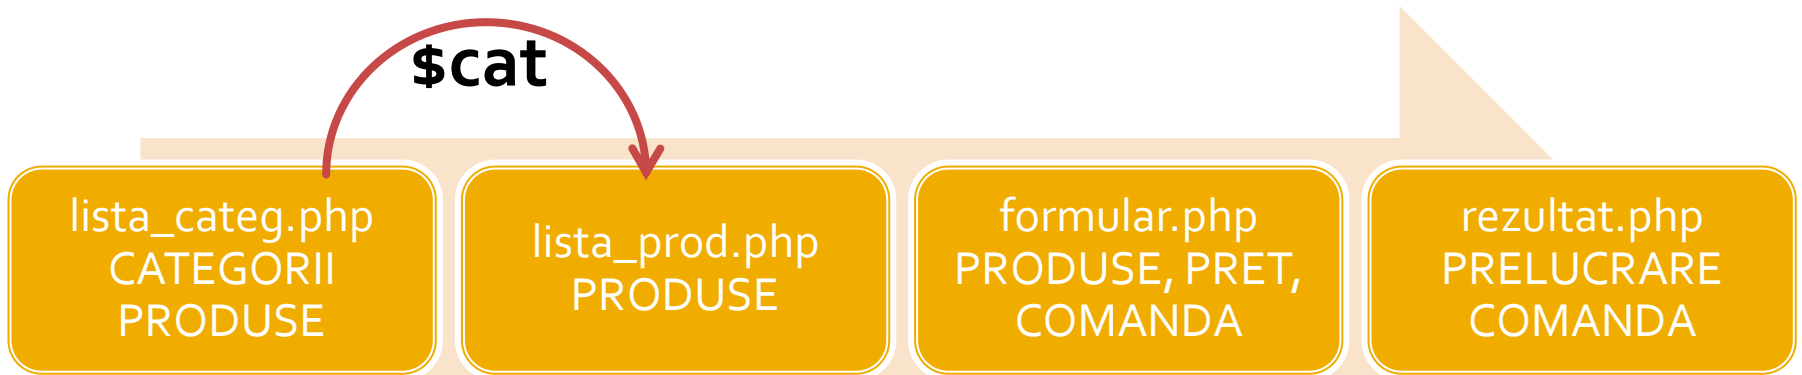 $cat
lista_categ.php
CATEGORII
PRODUSE
lista_prod.php
PRODUSE
formular.php
PRODUSE, PRET,
COMANDA
rezultat.php
PRELUCRARE
COMANDA